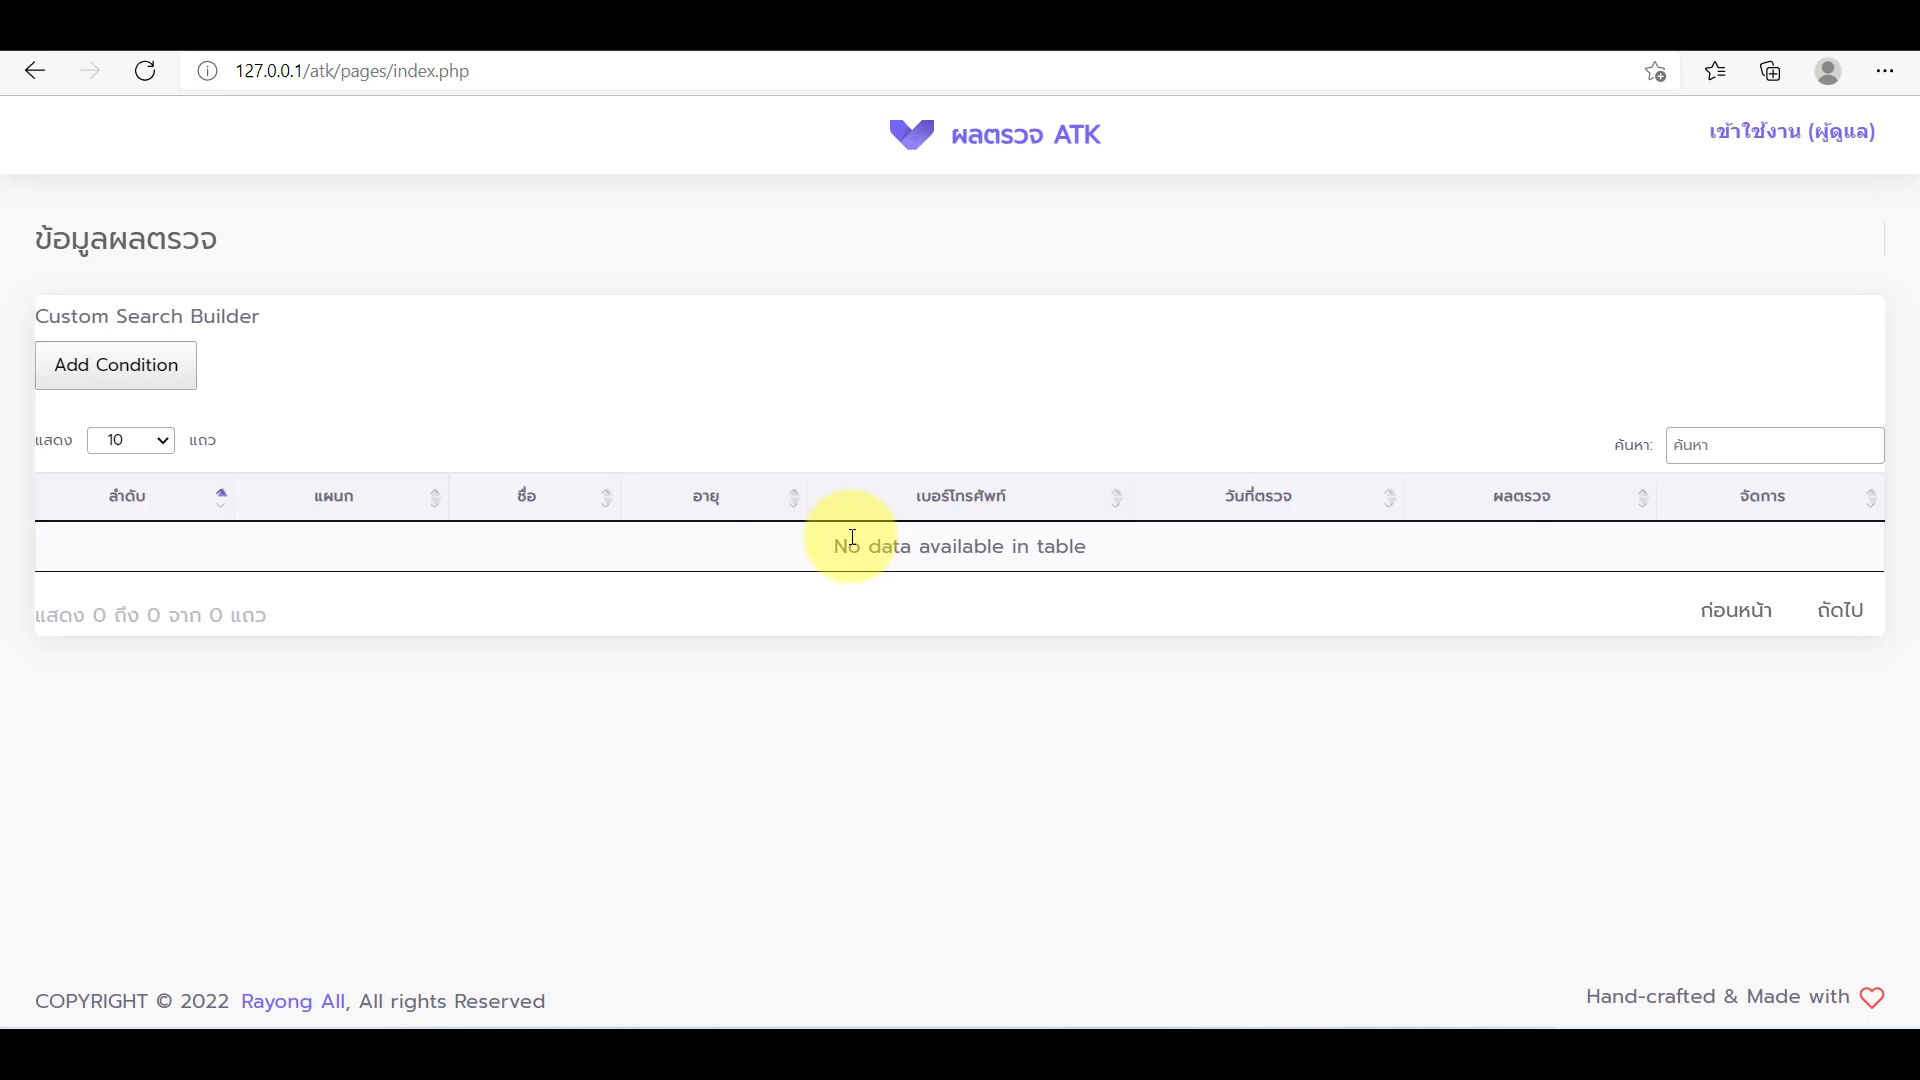 127.0.0.1/atk/pages/index.php
ผลตรวจ ATK
เข้าใช้งาน (ผู้ดูแล)
ข้อมูลผลตรวจ
Custom Search Builder
Add Condition
แสดง 10 แถว
ค้นหา: ค้นหา
ลำดับ แผนก ชื่อ อายุ เบอร์โทรศัพท์ วันที่ตรวจ ผลตรวจ จัดการ
No data available in table
แสดง 0 ถึง 0 จาก 0 แถว
ก่อนหน้า ถัดไป
COPYRIGHT © 2022 Rayong All, All rights Reserved
Hand-crafted & Made with